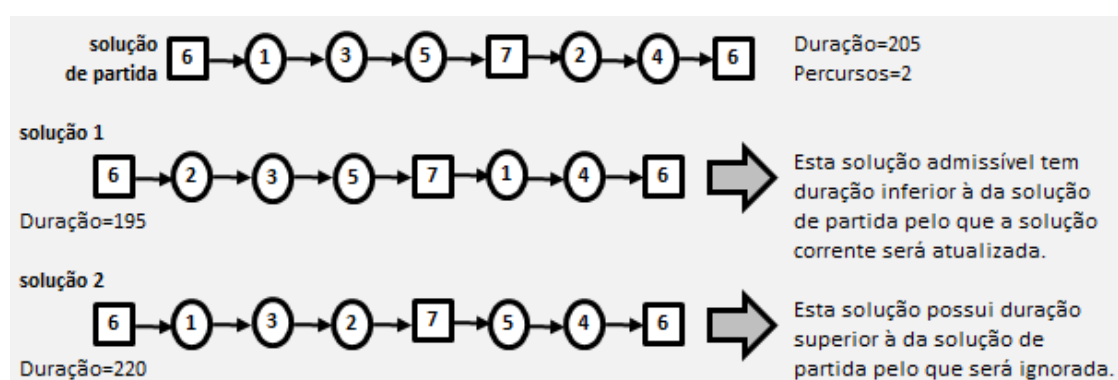 solução
de partida
6 1 3 5 7 2 4 6
Duração=205
Percursos=2
solução 1
6 2 3 5 7 1 4 6
Duração=195
Esta solução admissível tem
duração inferior à da solução
de partida pelo que a solução
corrente será atualizada.
solução 2
6 1 3 2 7 5 4 6
Duração=220
Esta solução possui duração
superior à da solução de
partida pelo que será ignorada.